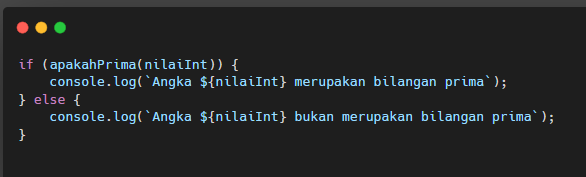 if (apakahPrima(nilaiInt)) {
    console.log(`Angka ${nilaiInt} merupakan bilangan prima`);
} else {
    console.log(`Angka ${nilaiInt} bukan merupakan bilangan prima`);
}